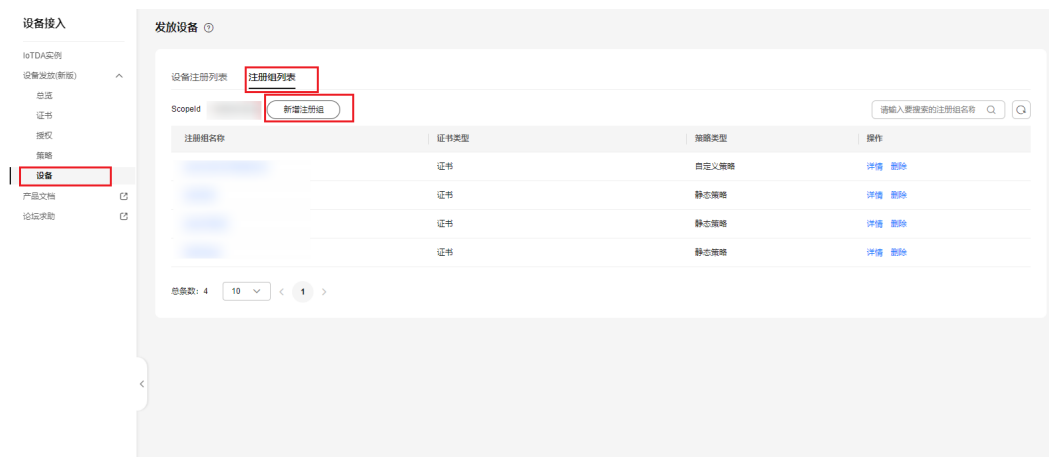 设备接入
IoTDA实例
设备发放(新版)
总览
证书
授权
策略
设备
产品文档
论坛求助
发放设备
设备注册列表 注册组列表
ScopeId 新增注册组 请输入要搜索的注册组名称
注册组名称 证书类型 策略类型 操作
证书 自定义策略 详情 删除
证书 静态策略 详情 删除
证书 静态策略 详情 删除
证书 静态策略 详情 删除
总条数: 4 10 < 1 >